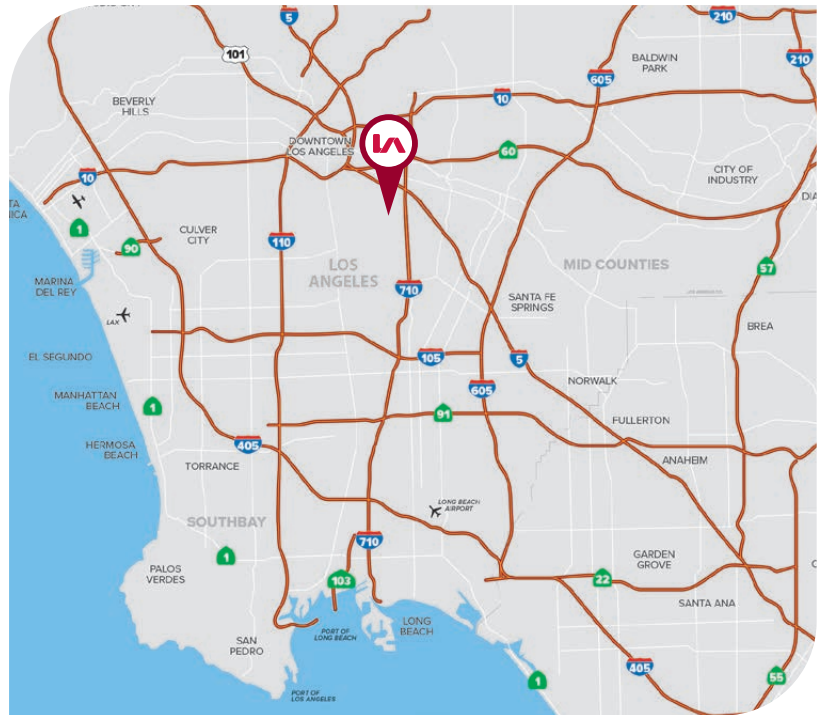 5
210
101
BALDWIN
PARK
210
605
BEVERLY
HILLS
10
DOWNTOWN
LOS ANGELES
60
CITY OF
INDUSTRY
10
1
CULVER
CITY
90
110
LOS
ANGELES
MID COUNTIES
57
MARINA
DEL REY
710
SANTA FE
SPRINGS
LAX
BREA
EL SEGUNDO
105
5
NORWALK
605
MANHATTAN
BEACH
1
91
FULLERTON
HERMOSA
BEACH
405
TORRANCE
ANAHEIM
LONG BEACH
AIRPORT
SOUTHBAY
710
1
GARDEN
GROVE
PALOS
VERDES
103
22
SANTA ANA
SAN
PEDRO
PORT OF
LONG BEACH
LONG
BEACH
405
1
55
PORT OF
LOS ANGELES